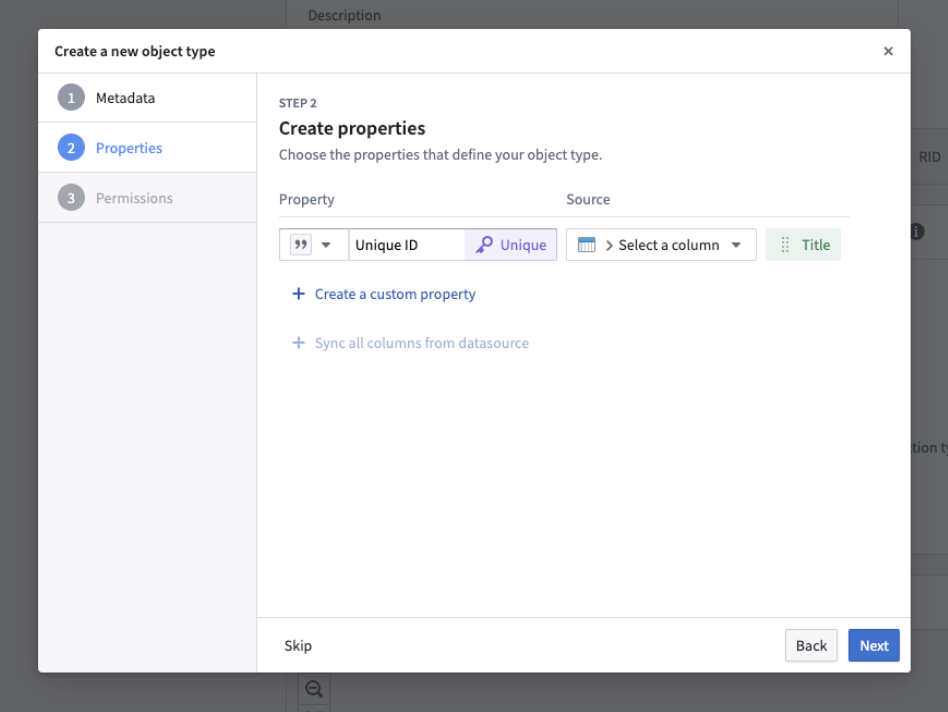 Description
Create a new object type
1 Metadata
2 Properties
3 Permissions
STEP 2
Create properties
Choose the properties that define your object type.
Property Source
Unique ID Unique Select a column Title
+ Create a custom property
+ Sync all columns from datasource
RID
tion
Skip Back Next